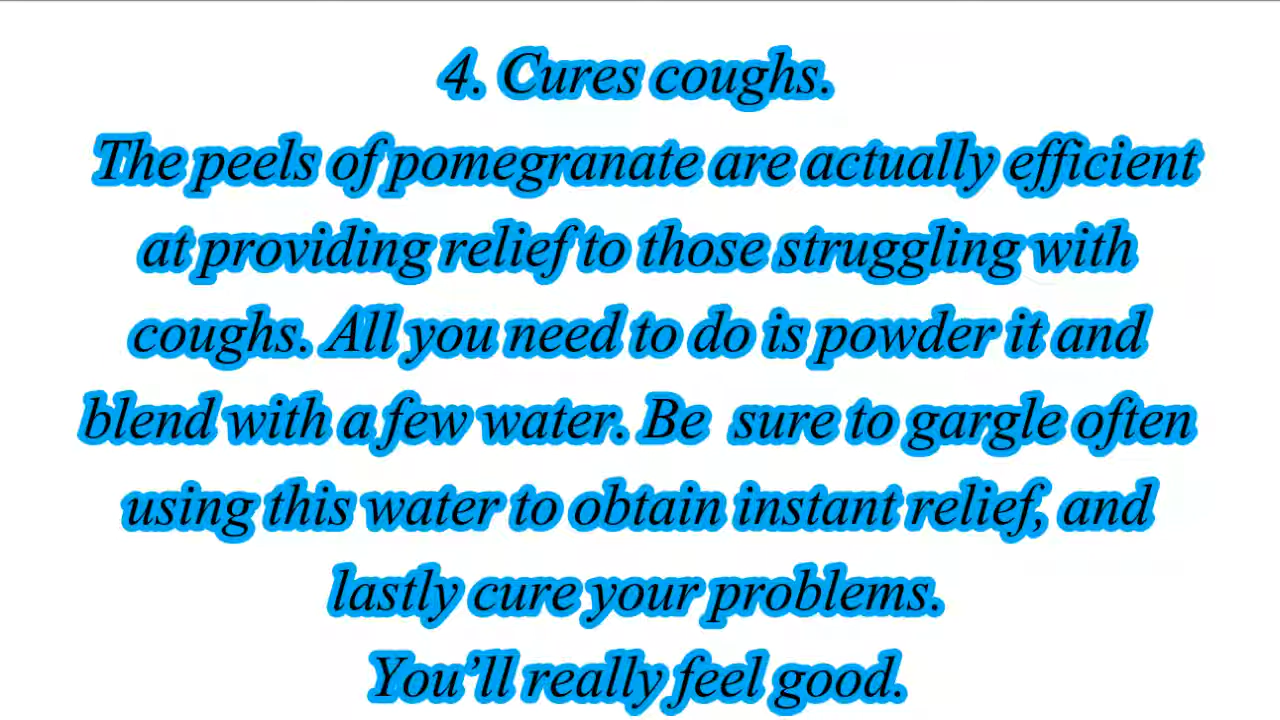 4. Cures coughs.
The peels of pomegranate are actually efficient
at providing relief to those struggling with
coughs. All you need to do is powder it and
blend with a few water. Be  sure to gargle often
using this water to obtain instant relief, and
lastly cure your problems.
You’ll really feel good.